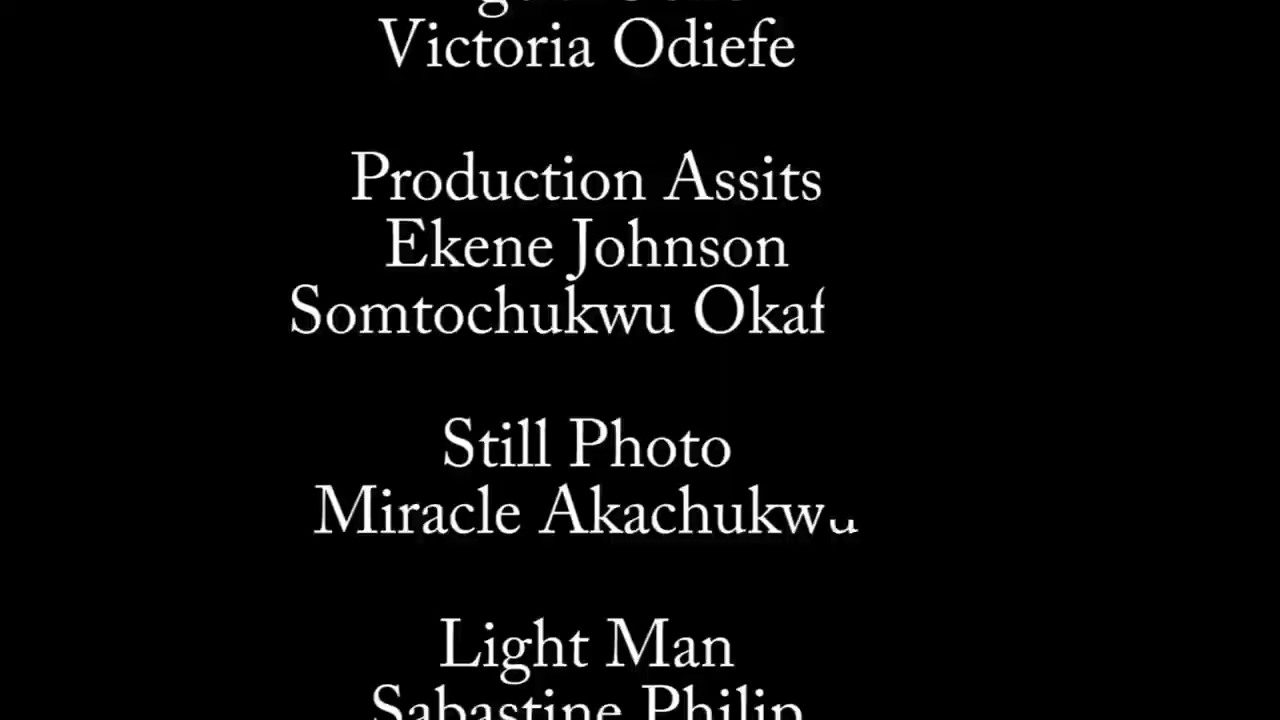 Victoria Odiefe
Production Assits
Ekene Johnson
Somtochukwu Okaf
Still Photo
Miracle Akachukwu
Light Man
Sabastine Philip